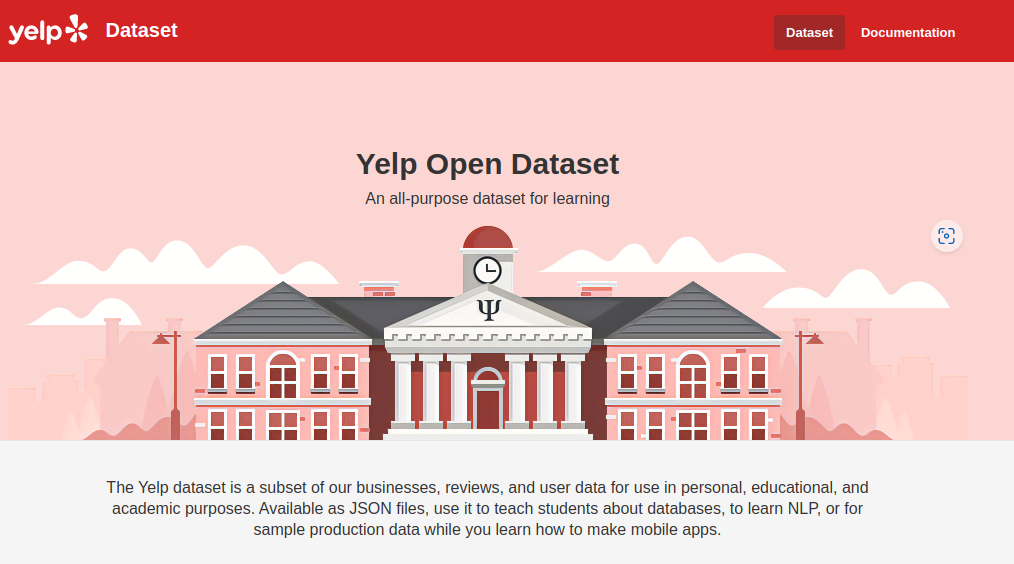 yelp Dataset Dataset Documentation
Yelp Open Dataset
An all-purpose dataset for learning
Ψ
The Yelp dataset is a subset of our businesses, reviews, and user data for use in personal, educational, and
academic purposes. Available as JSON files, use it to teach students about databases, to learn NLP, or for
sample production data while you learn how to make mobile apps.